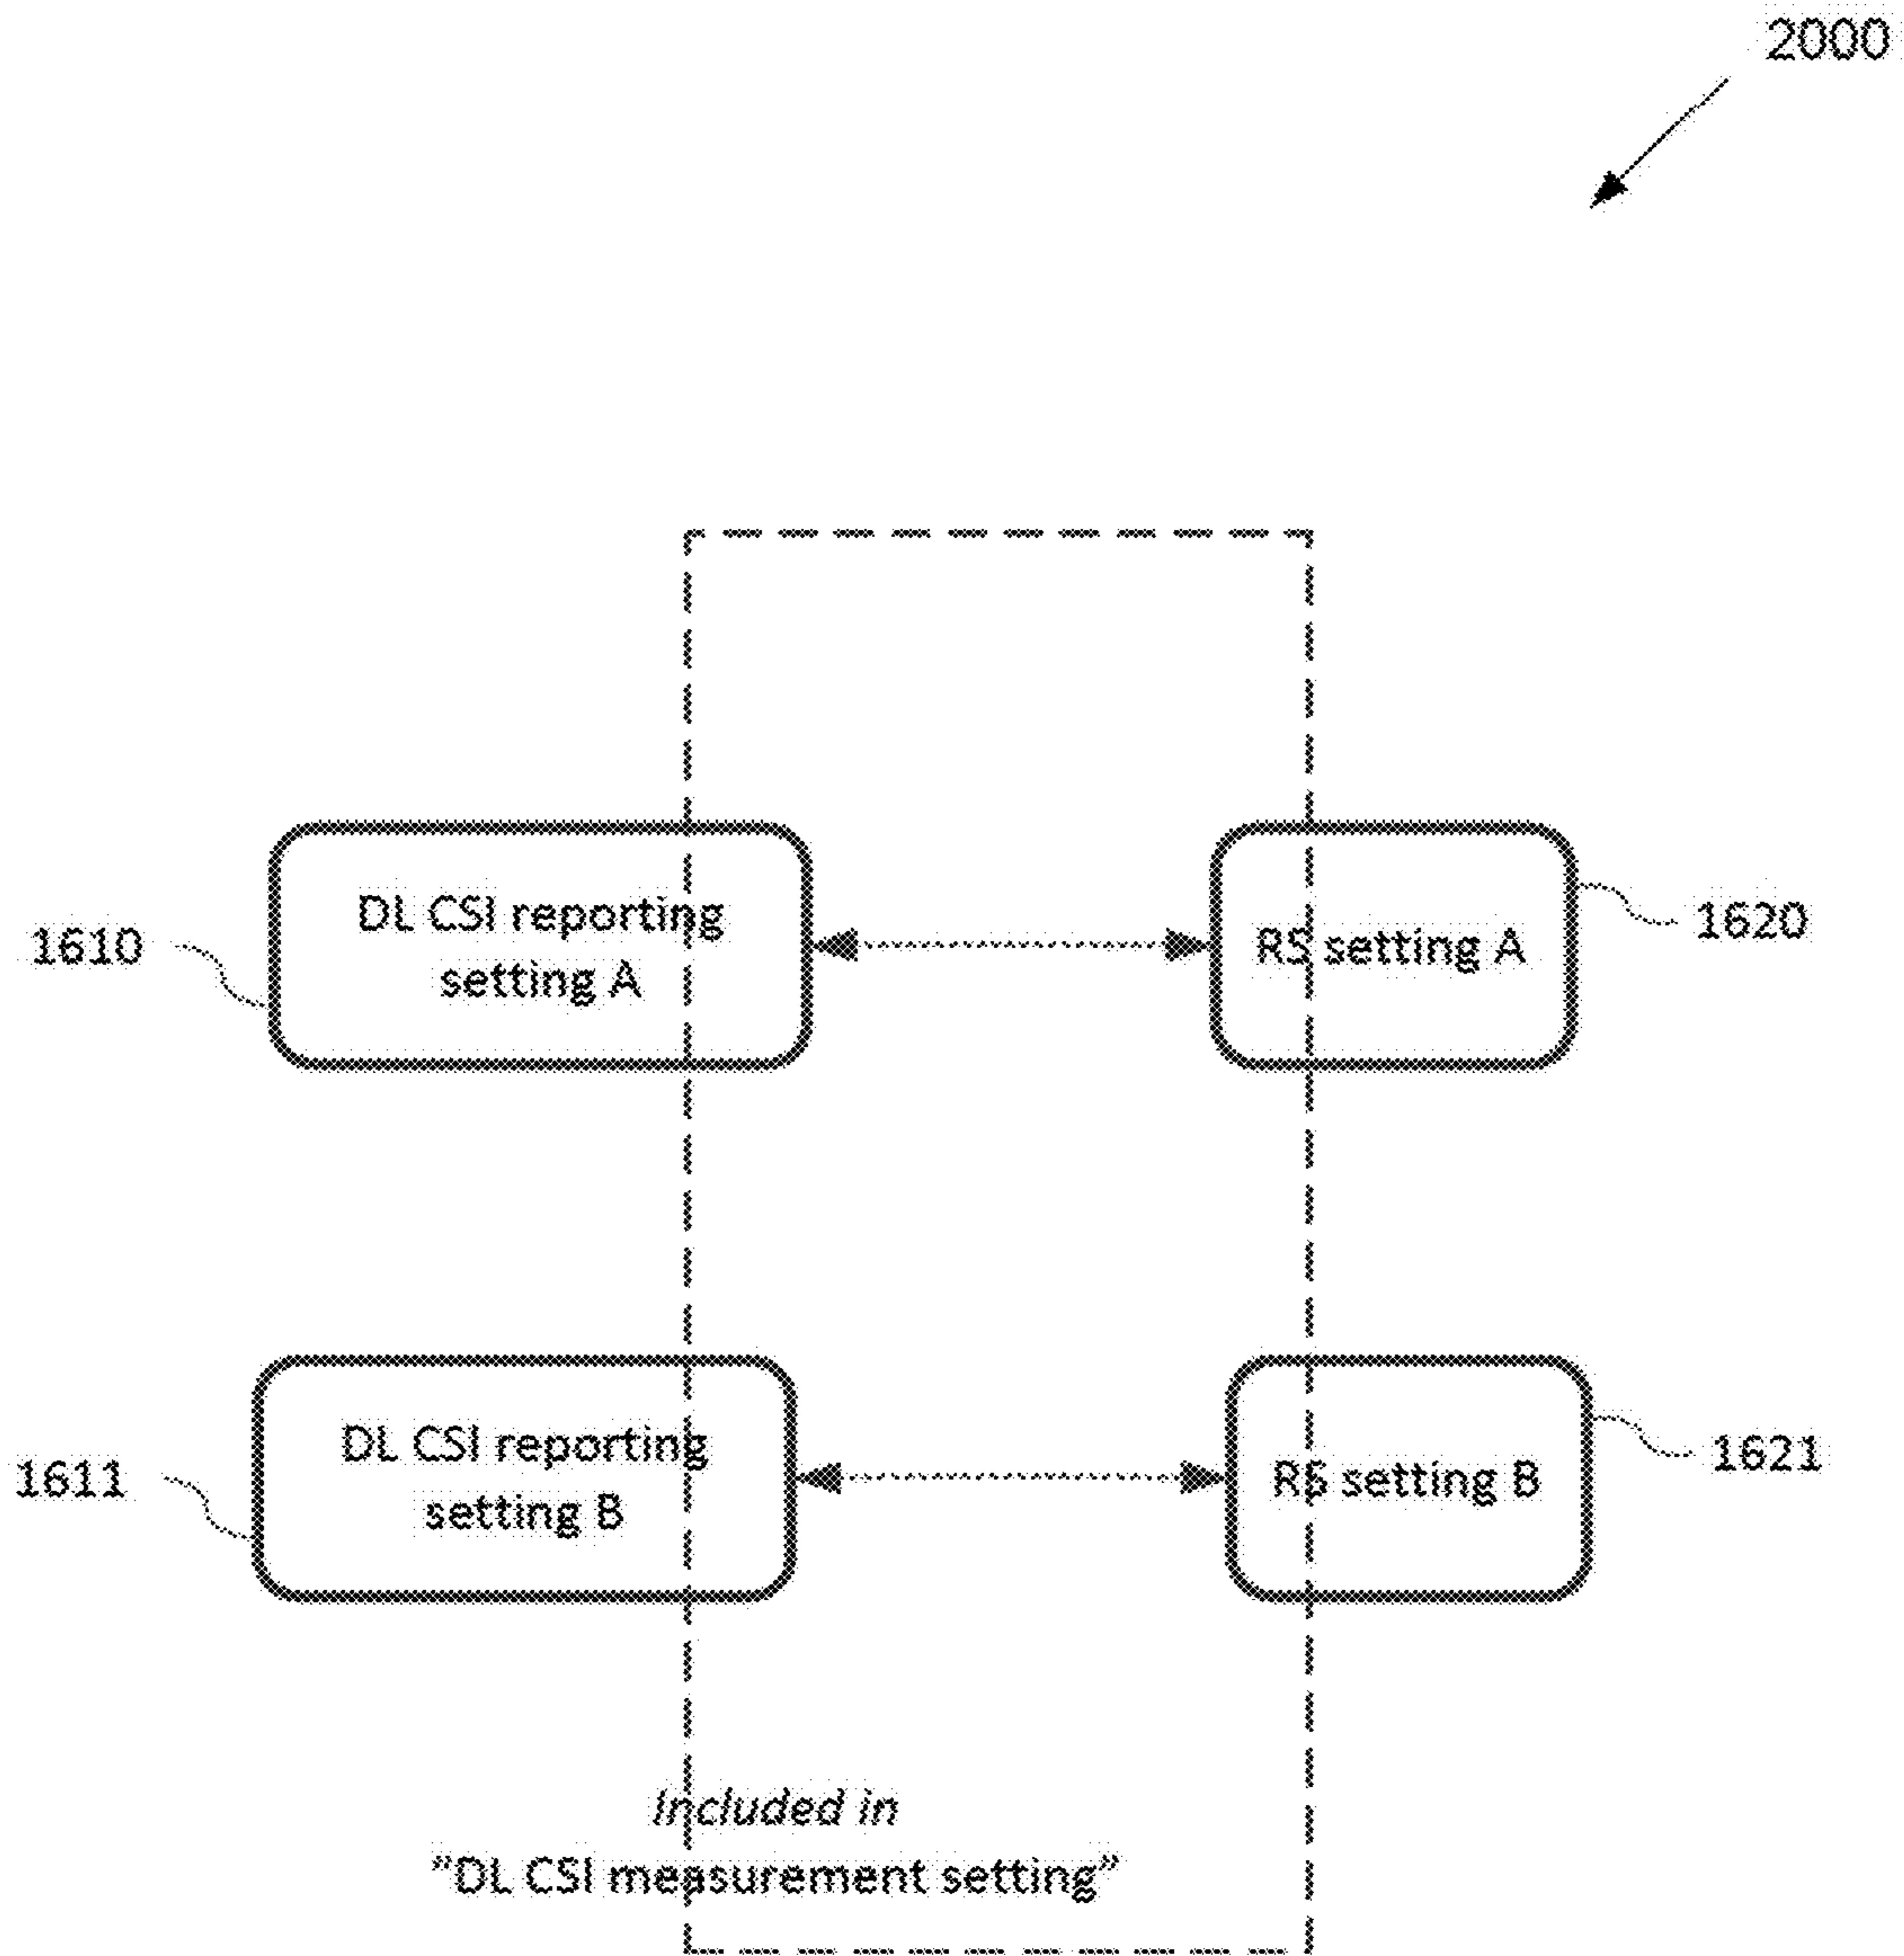 2000
DL CSI reporting
setting A
1610
RS setting A
1620
DL CSI reporting
setting B
1611
RS setting B
1621
Included in
"DL CSI measurement setting"